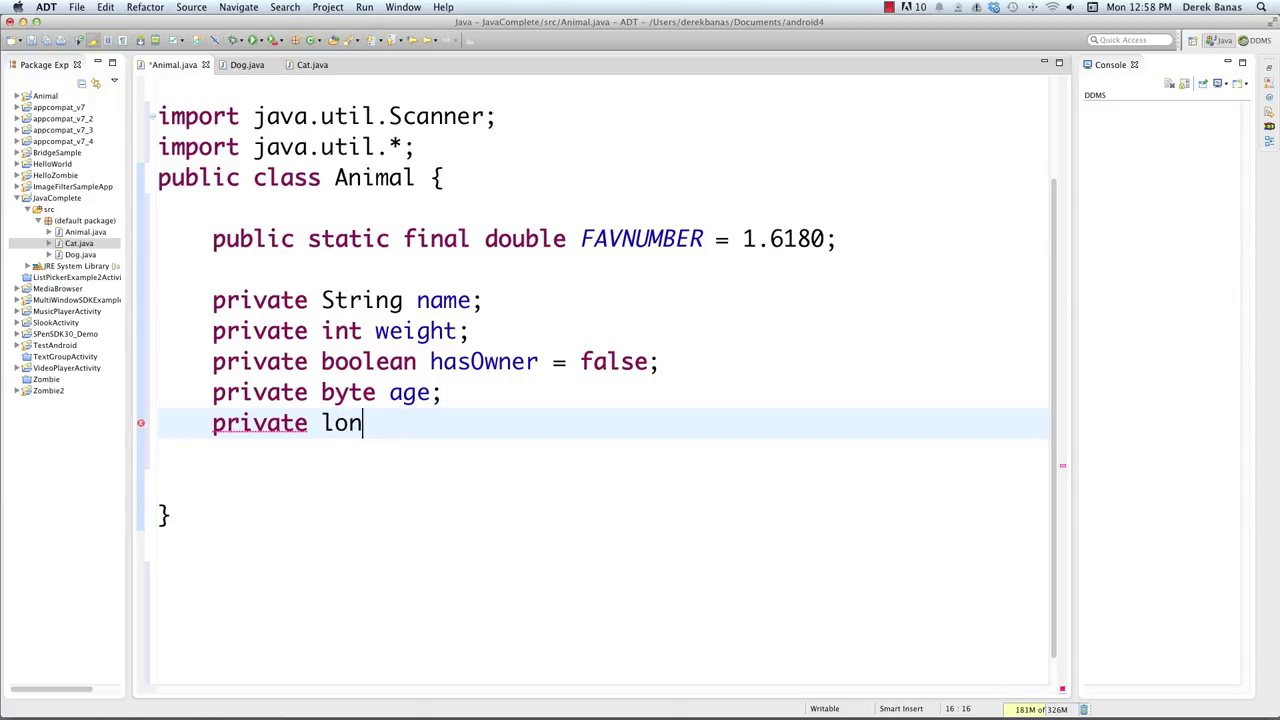 ADT File Edit Refactor Source Navigate Search Project Run Window Help 10 Mon 12:58 PM Derek Banas
Java - JavaComplete/src/Animal.java - ADT - /Users/derekbanas/Documents/android4
Quick Access Java DDMS
Package Exp *Animal.java Dog.java Cat.java Console
DDMS
Animal
appcompat_v7
appcompat_v7_2
appcompat_v7_3
appcompat_v7_4
BridgeSample
HelloWorld
HelloZombie
ImageFilterSampleApp
JavaComplete
src
(default package)
Animal.java
Cat.java
Dog.java
JRE System Library [Ja
ListPickerExample2Activi
MediaBrowser
MultiWindowSDKExample
MusicPlayerActivity
SlookActivity
SPenSDK30_Demo
TestAndroid
TextGroupActivity
VideoPlayerActivity
Zombie
Zombie2
import java.util.Scanner;
import java.util.*;
public class Animal {
public static final double FAVNUMBER = 1.6180;
private String name;
private int weight;
private boolean hasOwner = false;
private byte age;
private lon
}
Writable Smart Insert 16 : 16 181M of 326M